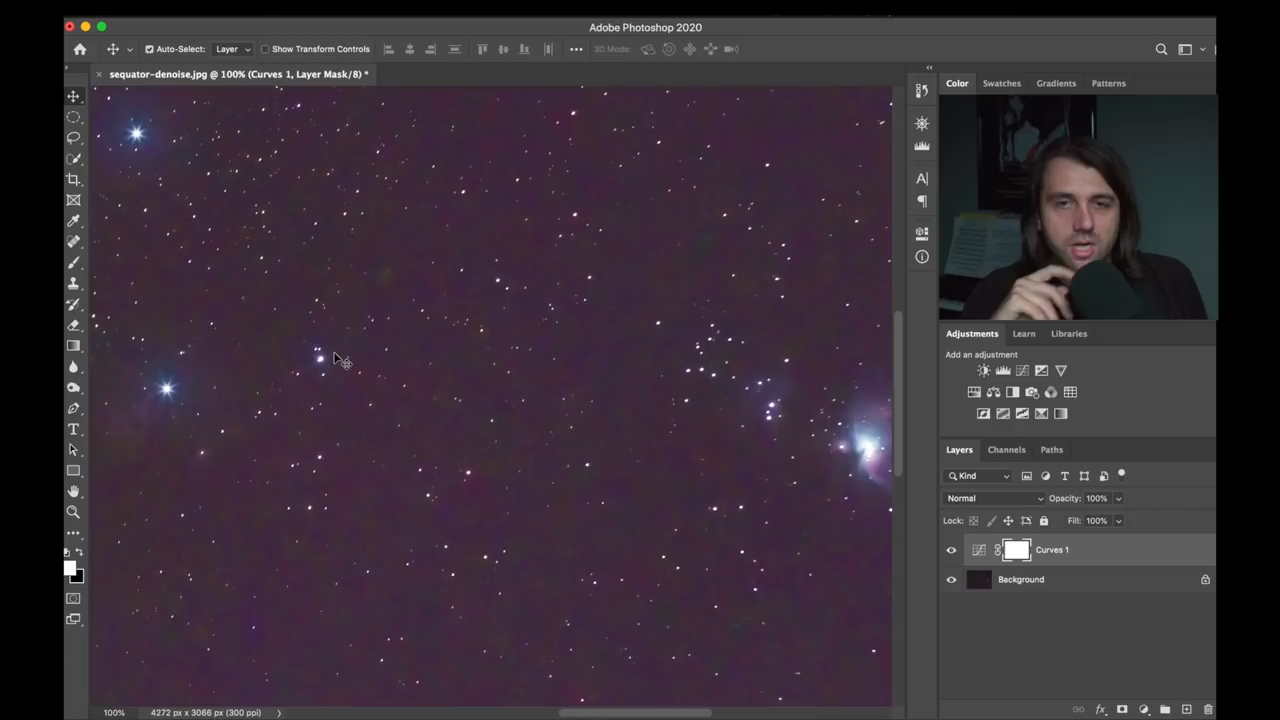 Adobe Photoshop 2020
Auto-Select: Layer Show Transform Controls 3D Mode:
sequator-denoise.jpg @ 100% (Curves 1, Layer Mask/8) *
Color Swatches Gradients Patterns
Adjustments Learn Libraries
Add an adjustment
Layers Channels Paths
Kind
Normal Opacity: 100%
Lock: Fill: 100%
Curves 1
Background
100% 4272 px x 3066 px (300 ppi)